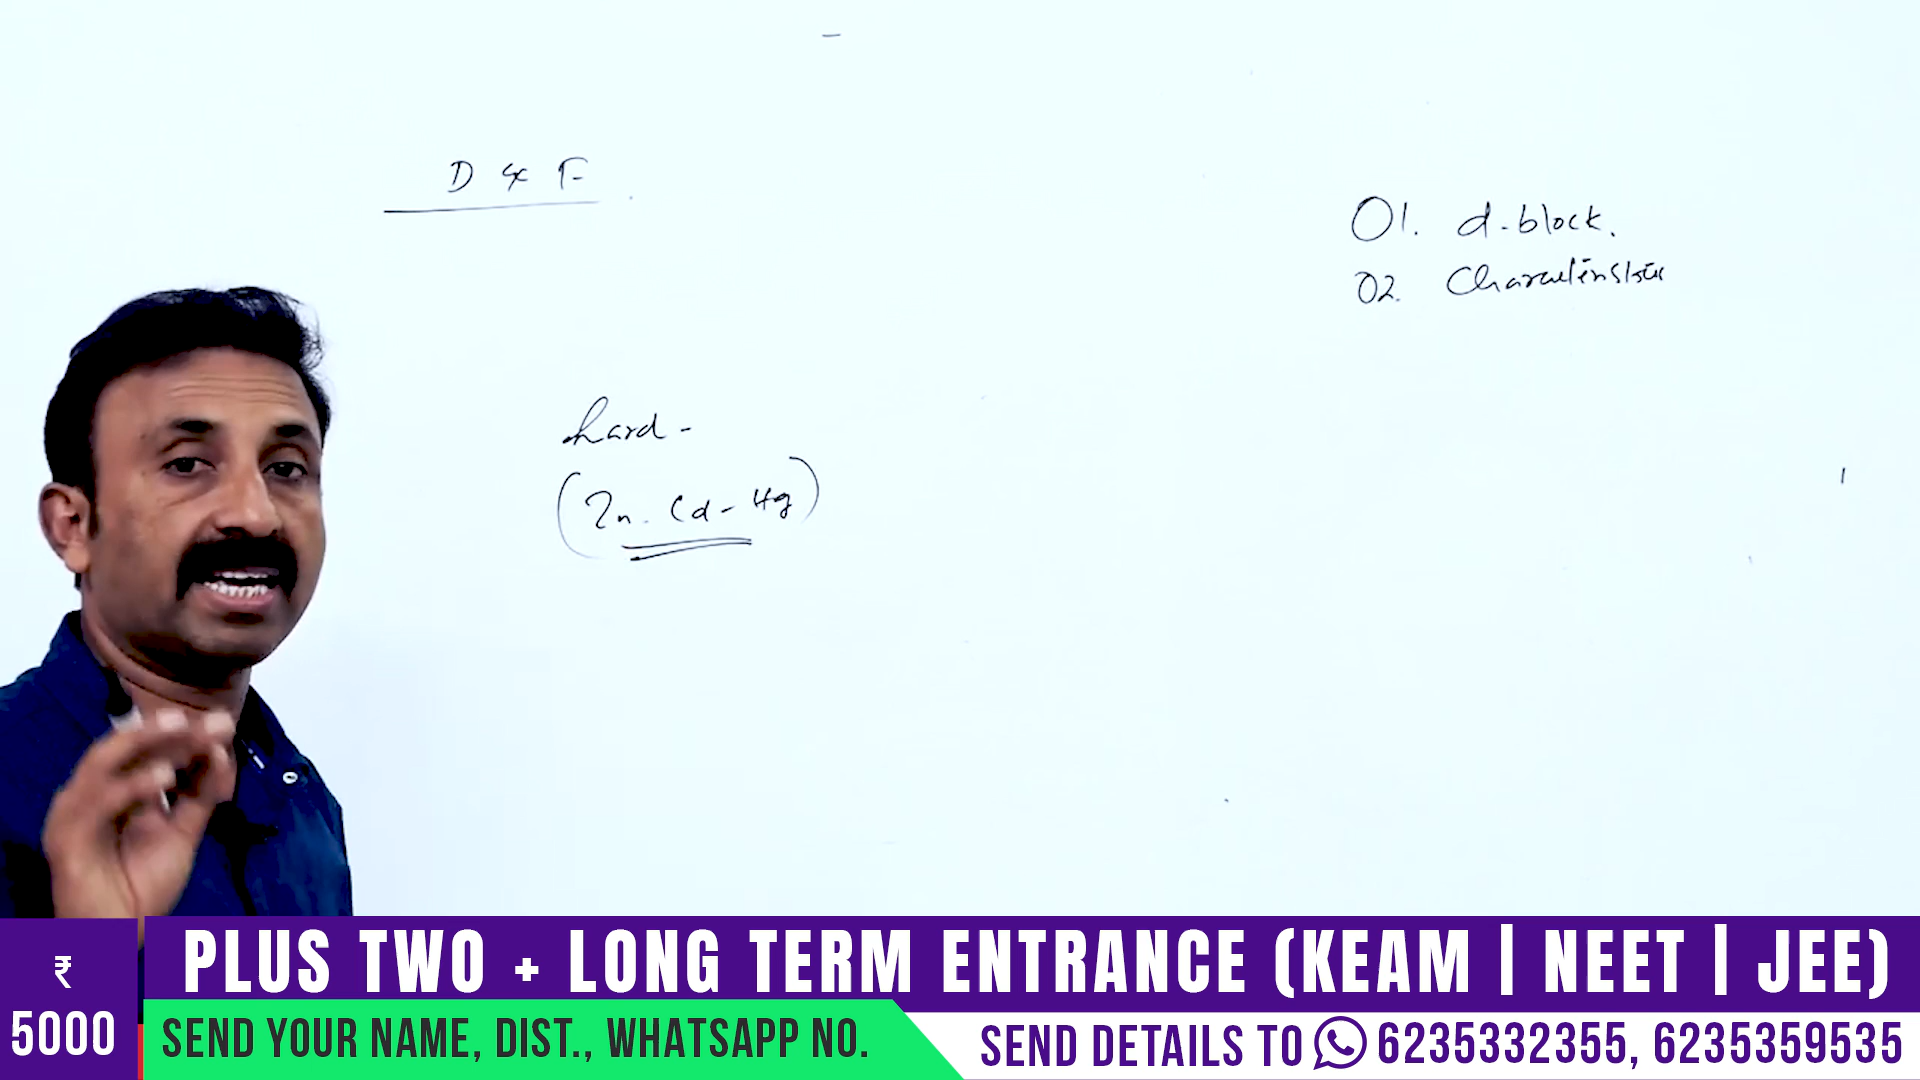 D & F
01. d-block.
02. Characteristics
hard -
(Zn - Cd - Hg)
₹
5000
PLUS TWO + LONG TERM ENTRANCE (KEAM | NEET | JEE)
SEND YOUR NAME, DIST., WHATSAPP NO.
SEND DETAILS TO 6235332355, 6235359535